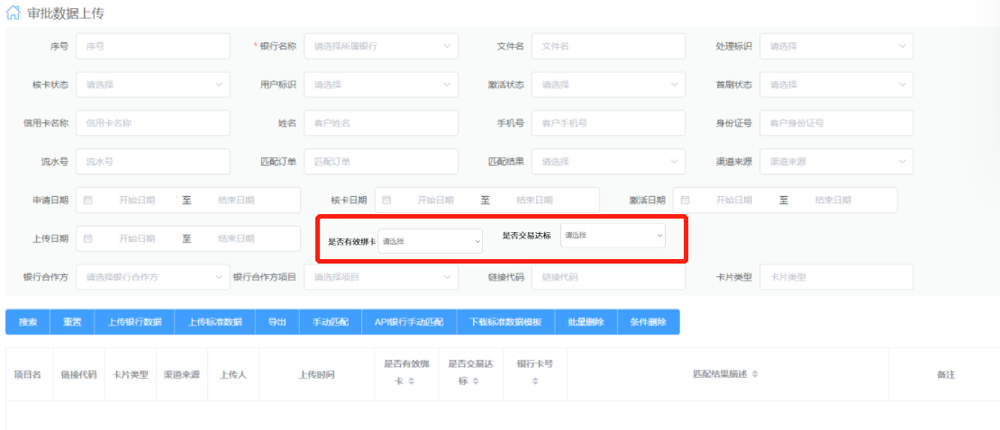 审批数据上传
序号 序号 * 银行名称 请选择所属银行 文件名 文件名 处理标识 请选择
核卡状态 请选择 用户标识 请选择 激活状态 请选择 首刷状态 请选择
信用卡名称 信用卡名称 姓名 客户姓名 手机号 客户手机号 身份证号 客户身份证号
流水号 流水号 匹配订单 匹配订单 匹配结果 请选择 渠道来源 渠道来源
申请日期 开始日期 至 结束日期 核卡日期 开始日期 至 结束日期 激活日期 开始日期 至 结束日期
上传日期 开始日期 至 结束日期 是否有效绑卡 请选择 是否交易达标 请选择
银行合作方 请选择银行合作方 银行合作方项目 请选择项目 链接代码 链接代码 卡片类型 卡片类型
搜索 重置 上传银行数据 上传标准数据 导出 手动匹配 API银行手动匹配 下载标准数据模板 批量删除 条件删除
项目名 链接代码 卡片类型 渠道来源 上传人 上传时间 是否有效绑 是否交易达 银行卡号 匹配结果描述 备注
卡 标